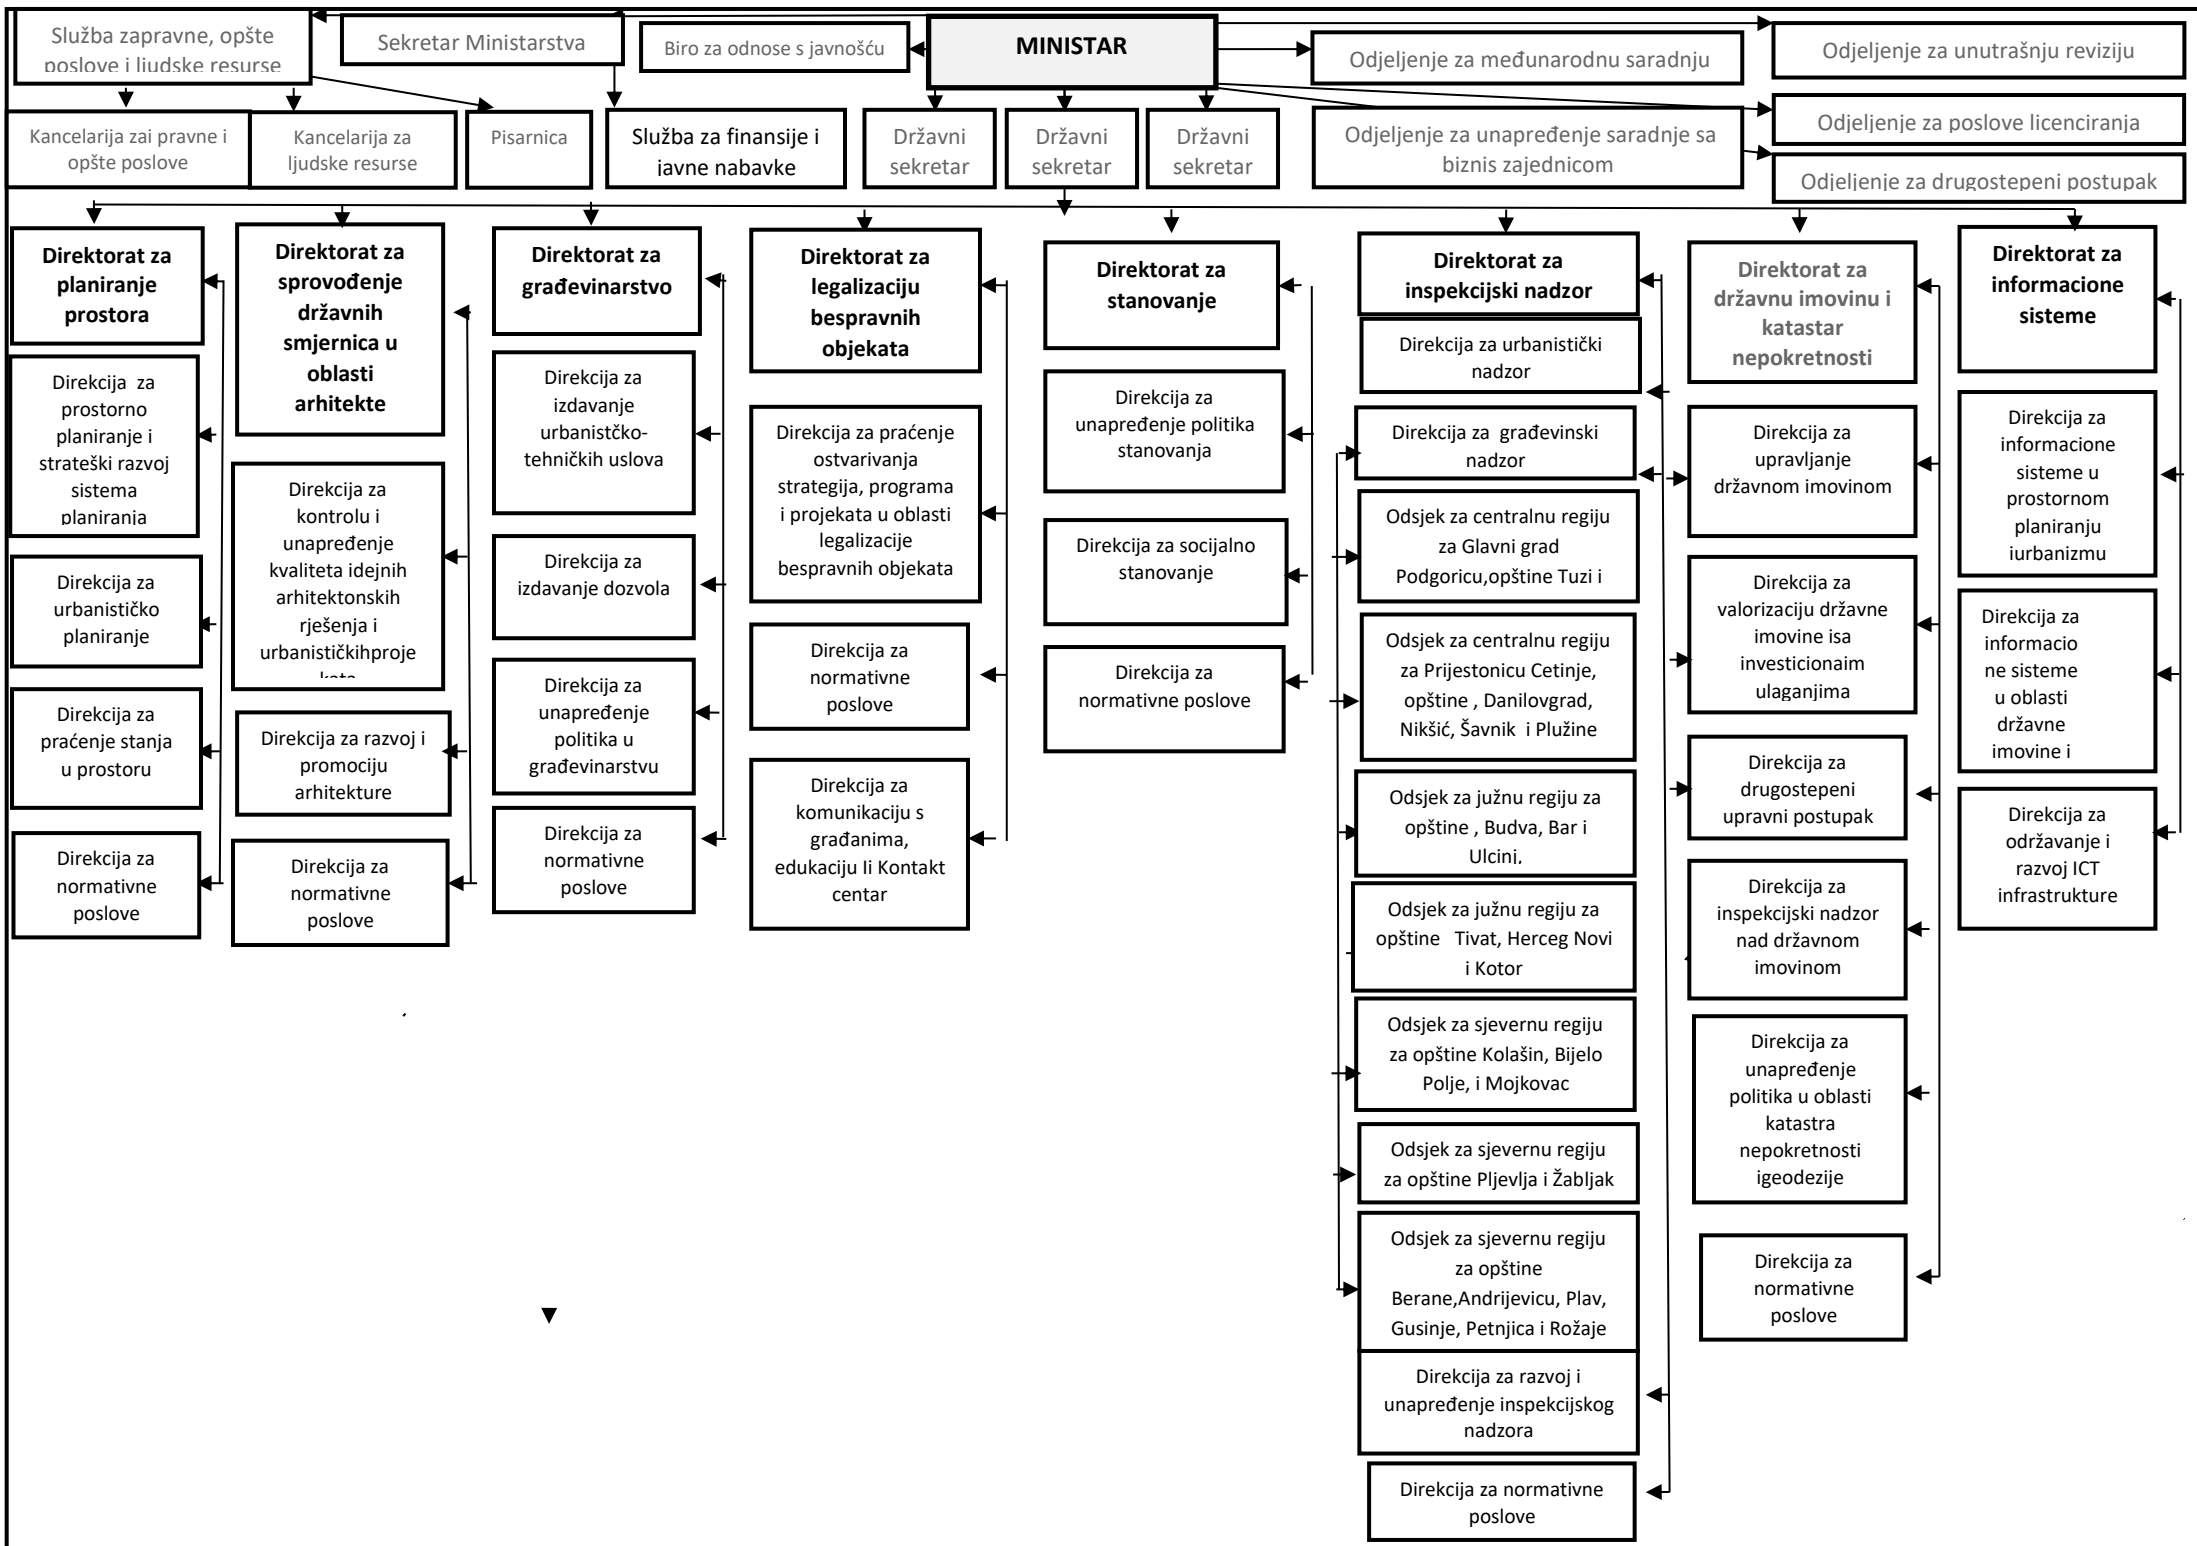 Služba zapravne, opšte
poslove i ljudske resurse
Sekretar Ministarstva
Biro za odnose s javnošću
MINISTAR
Odjeljenje za međunarodnu saradnju
Odjeljenje za unutrašnju reviziju
Kancelarija zai pravne i
opšte poslove
Kancelarija za
ljudske resurse
Pisarnica
Služba za finansije i
javne nabavke
Državni
sekretar
Državni
sekretar
Državni
sekretar
Odjeljenje za unapređenje saradnje sa
biznis zajednicom
Odjeljenje za poslove licenciranja
Odjeljenje za drugostepeni postupak
Direktorat za
planiranje
prostora
Direkcija za
prostorno
planiranje i
strateški razvoj
sistema
planiranja
Direkcija za
urbanističko
planiranje
Direkcija za
praćenje stanja
u prostoru
Direkcija za
normativne
poslove
Direktorat za
sprovođenje
državnih
smjernica u
oblasti
arhitekte
Direkcija za
kontrolu i
unapređenje
kvaliteta idejnih
arhitektonskih
rješenja i
urbanističkihproje
kata
Direkcija za razvoj i
promociju
arhitekture
Direkcija za
normativne
poslove
Direktorat za
građevinarstvo
Direkcija za
izdavanje
urbanistčko-
tehničkih uslova
Direkcija za
izdavanje dozvola
Direkcija za
unapređenje
politika u
građevinarstvu
Direkcija za
normativne
poslove
Direktorat za
legalizaciju
bespravnih
objekata
Direkcija za praćenje
ostvarivanja
strategija, programa
i projekata u oblasti
legalizacije
bespravnih objekata
Direkcija za
normativne
poslove
Direkcija za
komunikaciju s
građanima,
edukaciju Ii Kontakt
centar
Direktorat za
stanovanje
Direkcija za
unapređenje politika
stanovanja
Direkcija za socijalno
stanovanje
Direkcija za
normativne poslove
Direktorat za
inspekcijski nadzor
Direkcija za urbanistički
nadzor
Direkcija za građevinski
nadzor
Odsjek za centralnu regiju
za Glavni grad
Podgoricu,opštine Tuzi i
Odsjek za centralnu regiju
za Prijestonicu Cetinje,
opštine , Danilovgrad,
Nikšić, Šavnik i Plužine
Odsjek za južnu regiju za
opštine , Budva, Bar i
Ulcinj.
Odsjek za južnu regiju za
opštine Tivat, Herceg Novi
i Kotor
Odsjek za sjevernu regiju
za opštine Kolašin, Bijelo
Polje, i Mojkovac
Odsjek za sjevernu regiju
za opštine Pljevlja i Žabljak
Odsjek za sjevernu regiju
za opštine
Berane,Andrijevicu, Plav,
Gusinje, Petnjica i Rožaje
Direkcija za razvoj i
unapređenje inspekcijskog
nadzora
Direkcija za normativne
poslove
Direktorat za
državnu imovinu i
katastar
nepokretnosti
Direkcija za
upravljanje
državnom imovinom
Direkcija za
valorizaciju državne
imovine isa
investicionaim
ulaganjima
Direkcija za
drugostepeni
upravni postupak
Direkcija za
inspekcijski nadzor
nad državnom
imovinom
Direkcija za
unapređenje
politika u oblasti
katastra
nepokretnosti
igeodezije
Direkcija za
normativne
poslove
Direktorat za
informacione
sisteme
Direkcija za
informacione
sisteme u
prostornom
planiranju
iurbanizmu
Direkcija za
informacio
ne sisteme
u oblasti
državne
imovine i
Direkcija za
održavanje i
razvoj ICT
infrastrukture